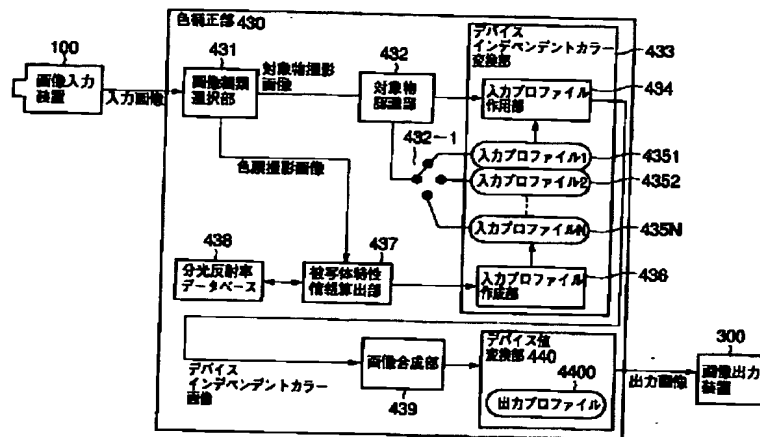 色補正部 430
デバイス
インデペンデントカラー
変換部
433
100
画像入力
装置
入力画像
431
画像種類
選択部
対象物撮影
画像
432
対象物
認識部
434
入力プロファイル
作用部
432-1
入力プロファイル1
4351
入力プロファイル2
4352
色票撮影画像
入力プロファイルN
435N
438
分光反射率
データベース
437
被写体特性
情報算出部
436
入力プロファイル
作成部
デバイス
インデペンデントカラー
画像
画像合成部
439
デバイス値
変換部 440
4400
出力プロファイル
出力画像
300
画像出力
装置